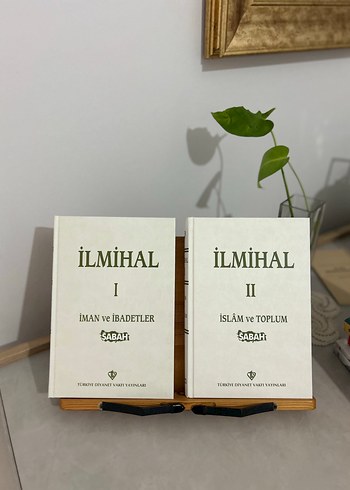 İLMİHAL
I
İMAN ve İBADETLER
SABAH
TÜRKİYE DİYANET VAKFI YAYINLARI
İLMİHAL
II
İSLÂM ve TOPLUM
SABAH
TÜRKİYE DİYANET VAKFI YAYINLARI